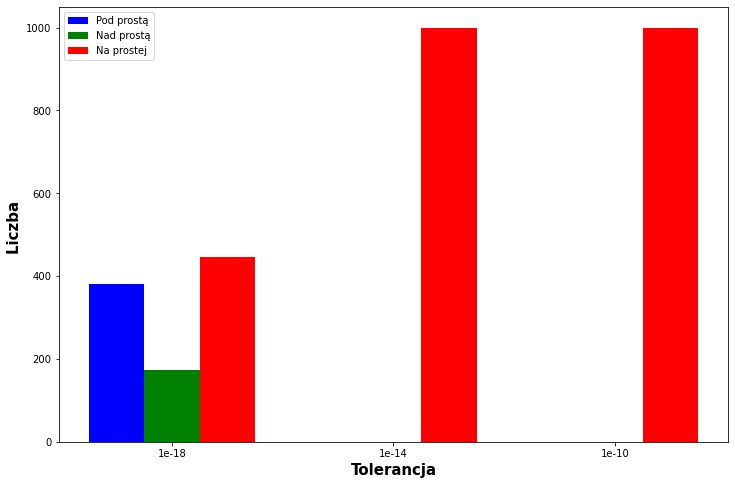 Pod prostą
Nad prostą
Na prostej
1000
800
600
400
200
0
Liczba
1e-18
1e-14
1e-10
Tolerancja